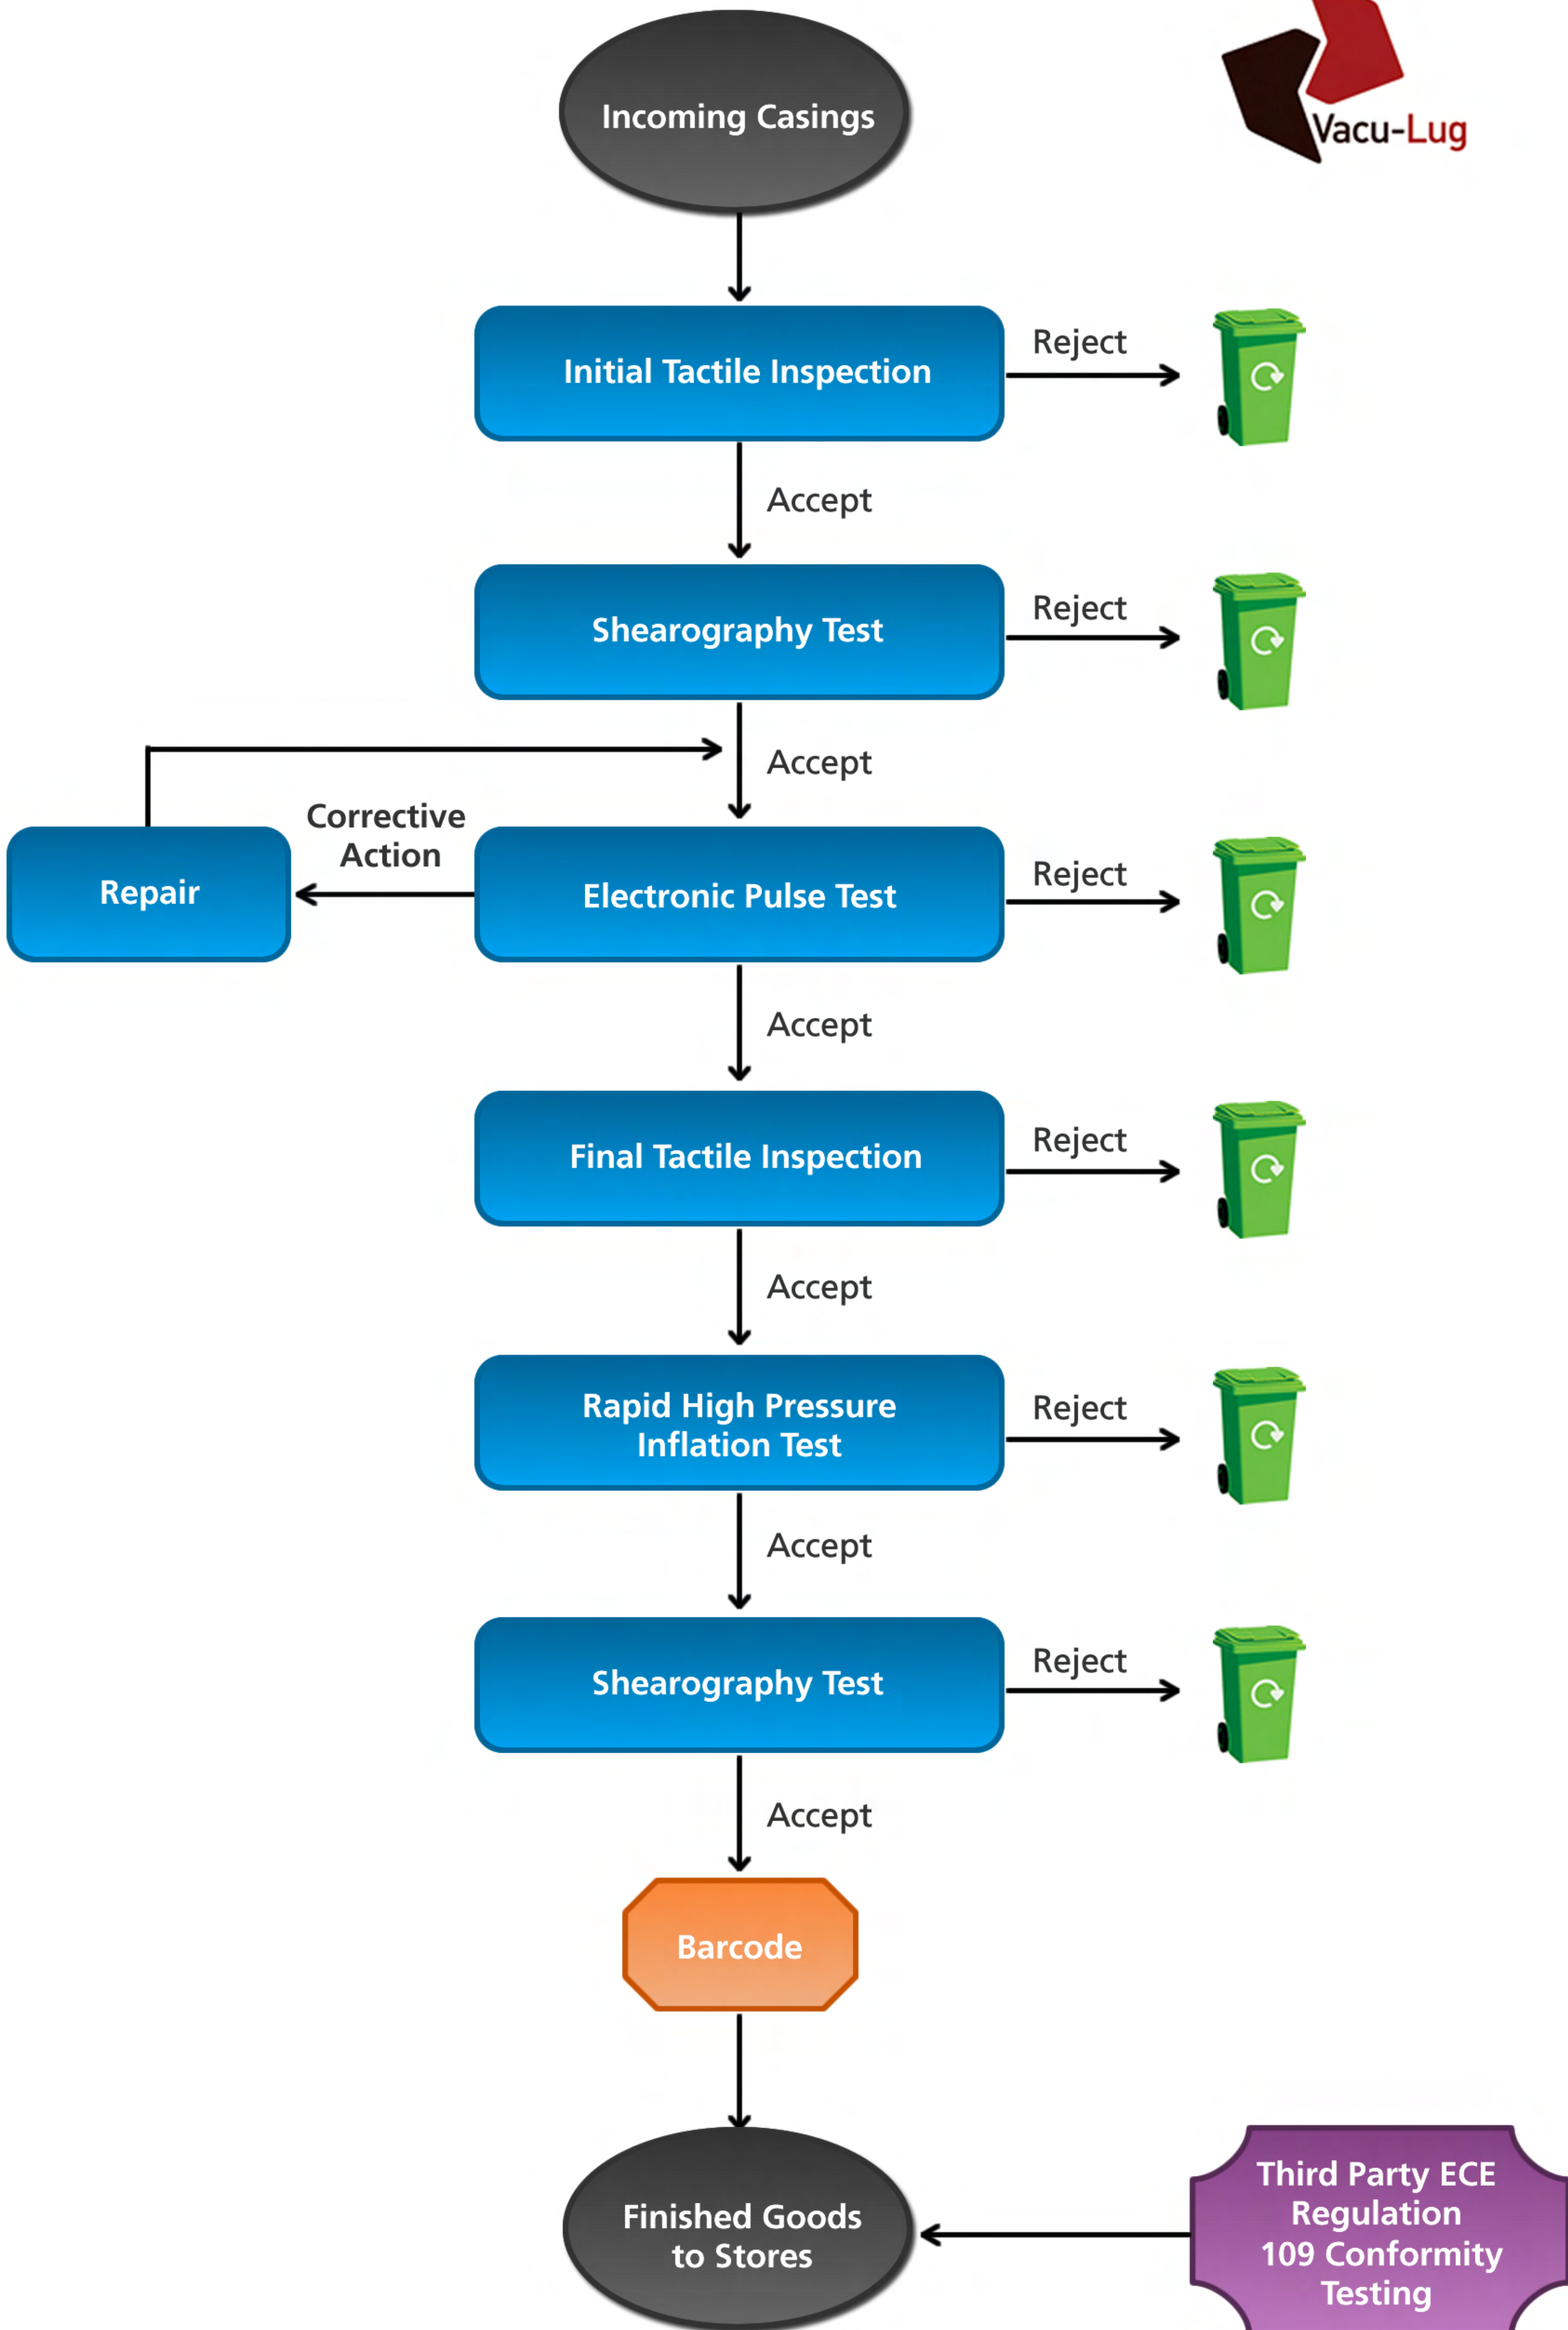 Incoming Casings
Vacu-Lug
Initial Tactile Inspection
Reject
Accept
Shearography Test
Reject
Accept
Corrective
Action
Repair
Electronic Pulse Test
Reject
Accept
Final Tactile Inspection
Reject
Accept
Rapid High Pressure
Inflation Test
Reject
Accept
Shearography Test
Reject
Accept
Barcode
Finished Goods
to Stores
Third Party ECE
Regulation
109 Conformity
Testing